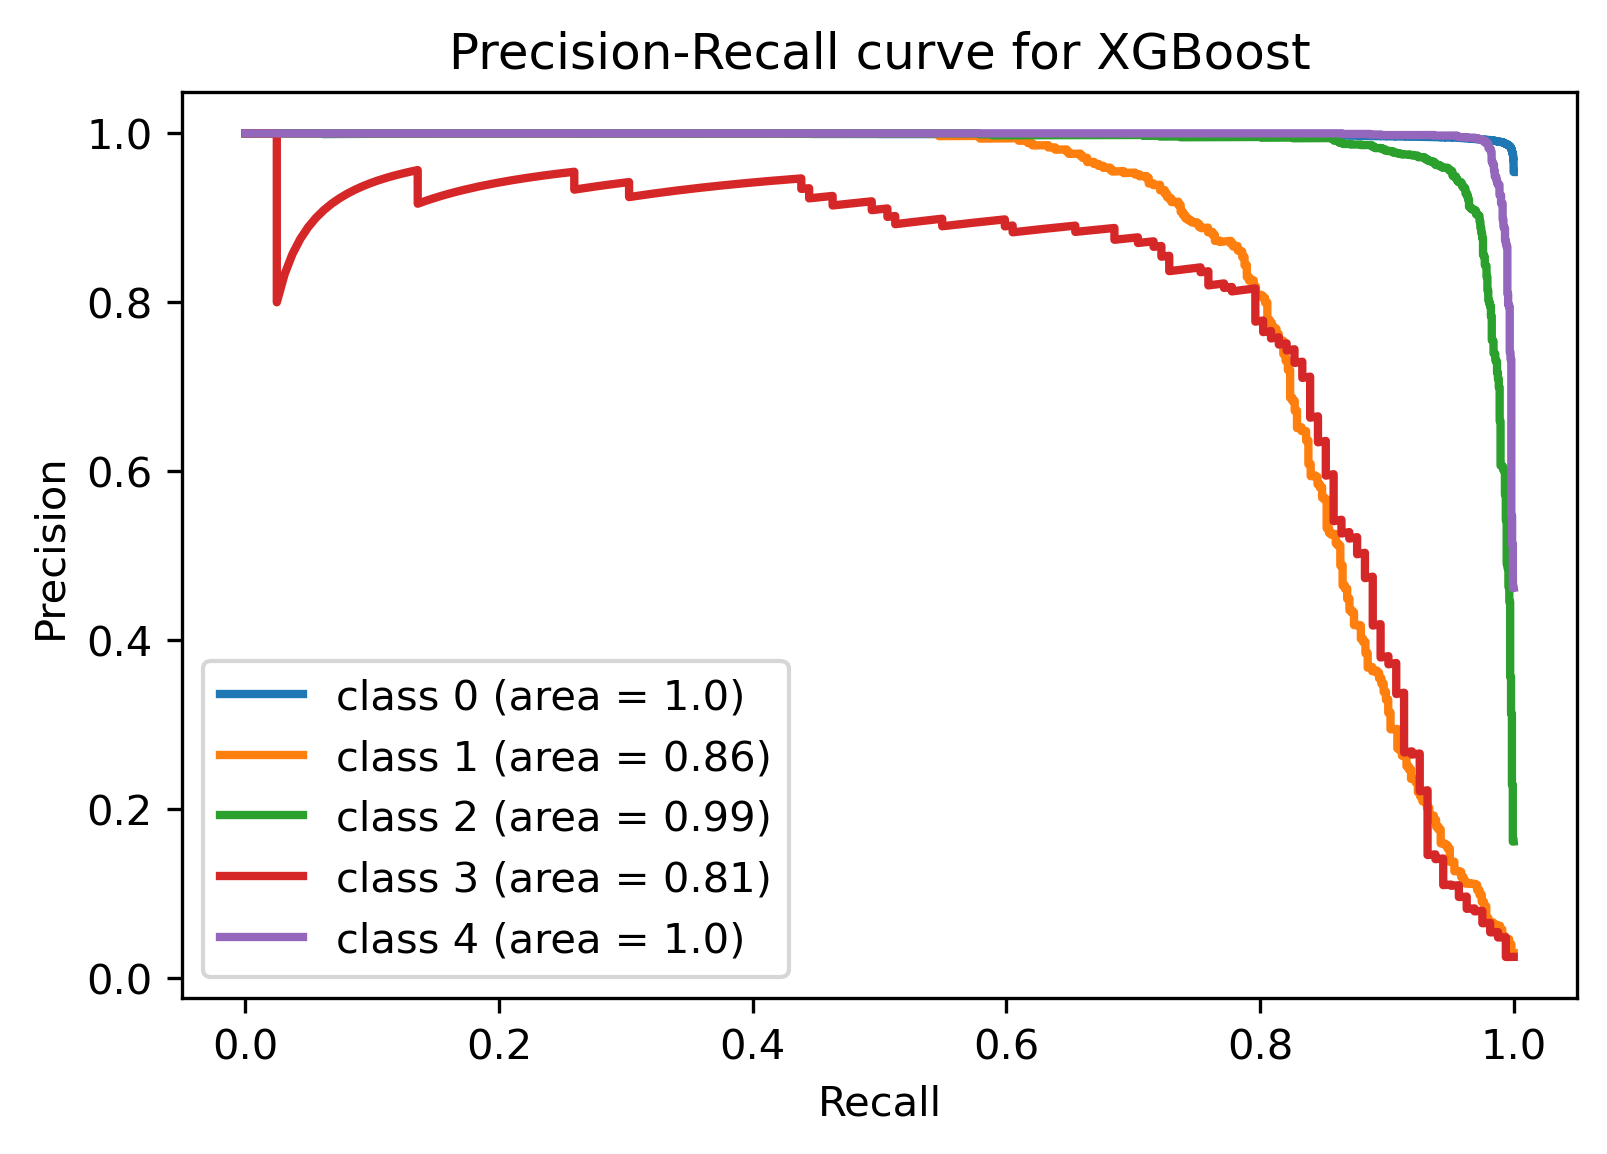 Precision-Recall curve for XGBoost
Precision
1.0
0.8
0.6
0.4
0.2
0.0
class 0 (area = 1.0)
class 1 (area = 0.86)
class 2 (area = 0.99)
class 3 (area = 0.81)
class 4 (area = 1.0)
0.0 0.2 0.4 0.6 0.8 1.0
Recall